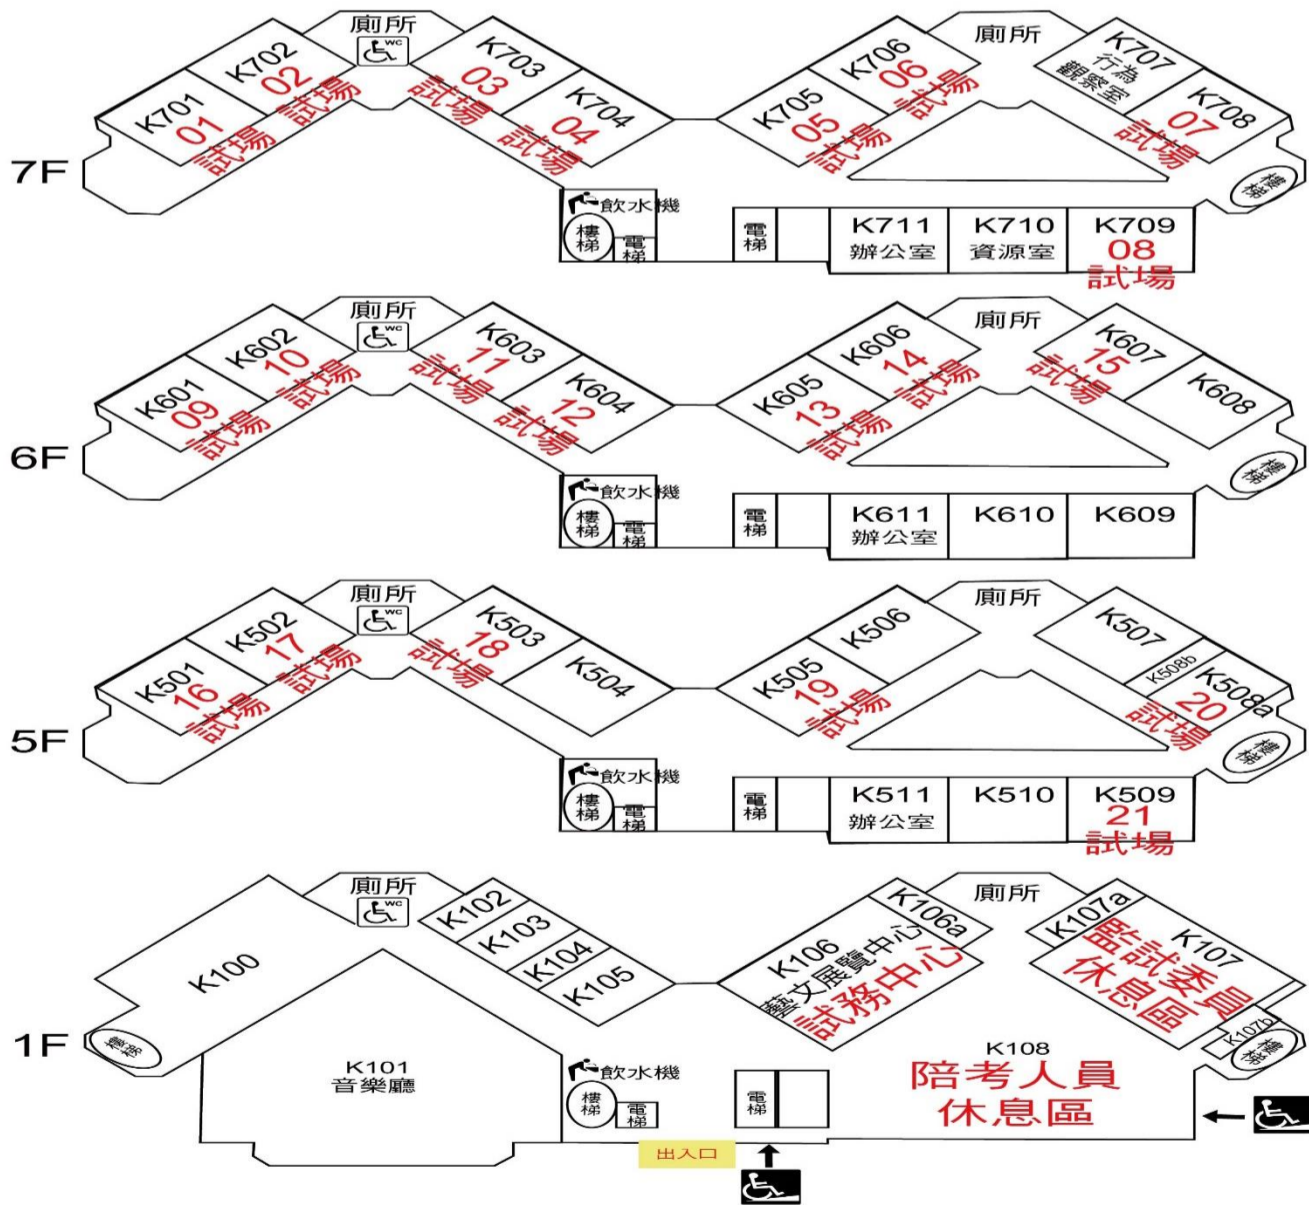 7F
K701
01
試場
K702
02
試場
廁所
WC
K703
03
試場
K704
04
試場
K705
05
試場
K706
06
試場
廁所
K707
行為
觀察室
K708
07
試場
樓梯
飲水機
樓梯
電梯
電梯
K711
辦公室
K710
資源室
K709
08
試場
6F
K601
09
試場
K602
10
試場
廁所
WC
K603
11
試場
K604
12
試場
K605
13
試場
K606
14
試場
廁所
K607
15
試場
K608
樓梯
飲水機
樓梯
電梯
電梯
K611
辦公室
K610
K609
5F
K501
16
試場
K502
17
試場
廁所
WC
K503
18
試場
K504
K505
19
試場
K506
廁所
K507
K508b
K508a
20
試場
樓梯
飲水機
樓梯
電梯
電梯
K511
辦公室
K510
K509
21
試場
1F
K100
樓梯
廁所
WC
K102
K103
K104
K105
K101
音樂廳
飲水機
樓梯
電梯
電梯
K106a
K106
藝文展覽中心
試務中心
廁所
K107a
K107
監試委員
休息區
K107b
樓梯
K108
陪考人員
休息區
出入口